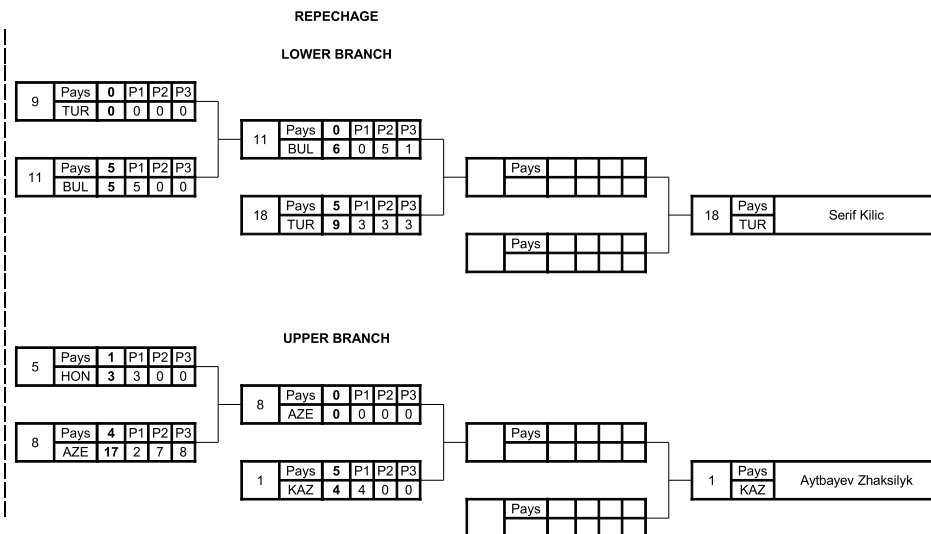 REPECHAGE
LOWER BRANCH
9 Pays 0 P1 P2 P3
TUR 0 0 0 0
11 Pays 5 P1 P2 P3
BUL 5 5 0 0
11 Pays 0 P1 P2 P3
BUL 6 0 5 1
18 Pays 5 P1 P2 P3
TUR 9 3 3 3
Pays
Pays
18 Pays Serif Kilic
TUR
UPPER BRANCH
5 Pays 1 P1 P2 P3
HON 3 3 0 0
8 Pays 4 P1 P2 P3
AZE 17 2 7 8
8 Pays 0 P1 P2 P3
AZE 0 0 0 0
1 Pays 5 P1 P2 P3
KAZ 4 4 0 0
Pays
Pays
1 Pays Aytbayev Zhaksilyk
KAZ